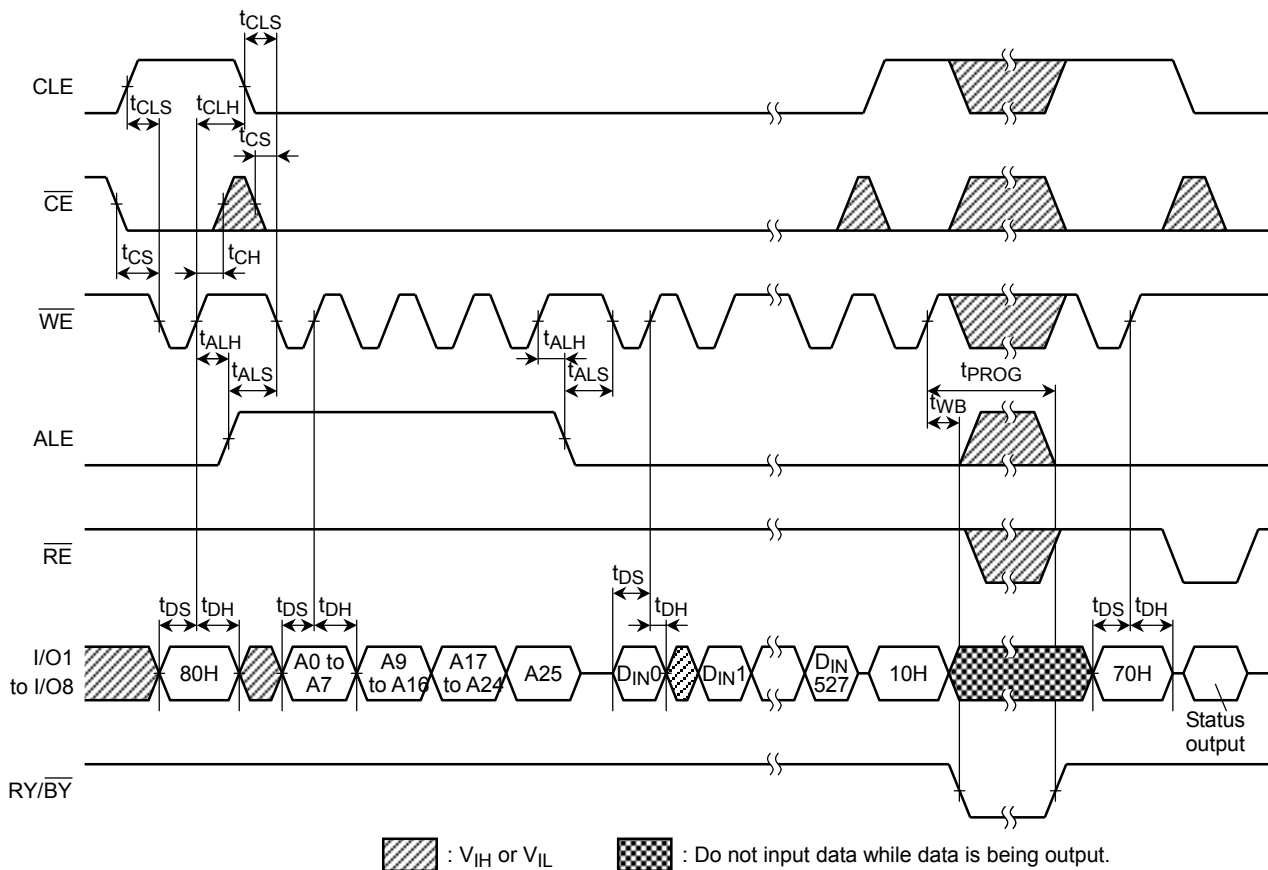 tCLS
CLE
tCLS
tCLH
tCS
CE
tCS
tCH
WE
tALH
tALS
tALH
tALS
tPROG
tWB
ALE
RE
tDS
tDH
tDS
tDH
tDS
tDH
tDS
tDH
I/O1
to I/O8
80H
A0 to
A7
A9
to A16
A17
to A24
A25
DIN0
DIN1
DIN
527
10H
70H
Status
output
RY/BY
: VIH or VIL
: Do not input data while data is being output.